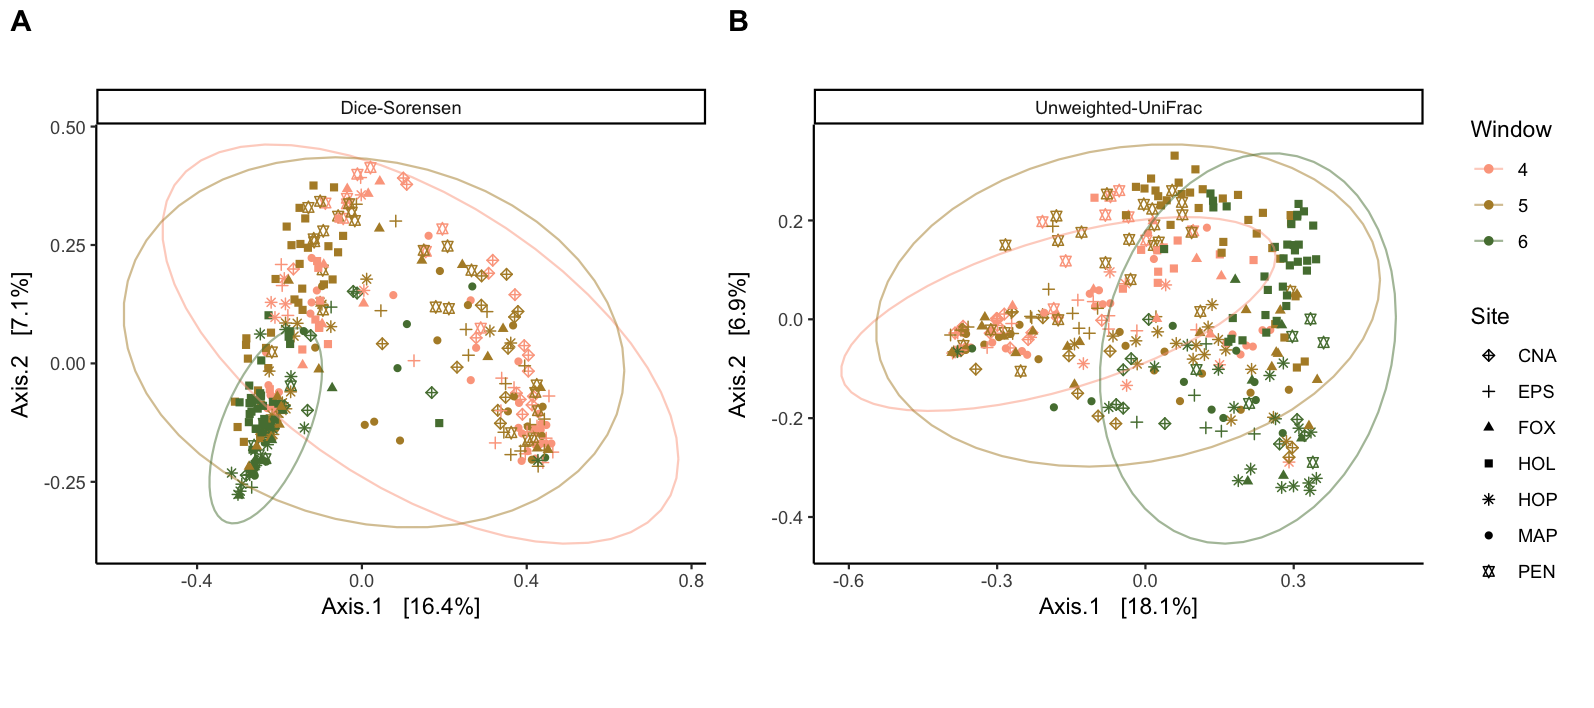 A
B
Dice-Sorensen
Unweighted-UniFrac
Axis.2 [7.1%]
0.50
0.25
0.00
-0.25
-0.4
0.0
0.4
0.8
Axis.1 [16.4%]
Axis.2 [6.9%]
0.2
0.0
-0.2
-0.4
-0.6
-0.3
0.0
0.3
Axis.1 [18.1%]
Window
4
5
6
Site
CNA
EPS
FOX
HOL
HOP
MAP
PEN